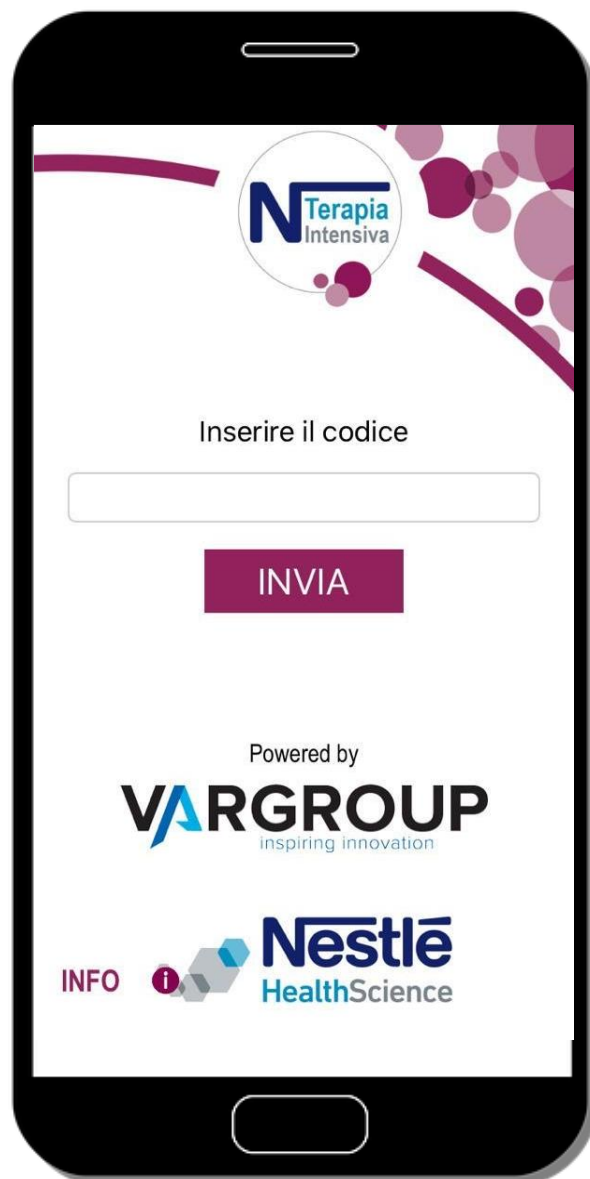 N Terapia
Intensiva
Inserire il codice
INVIA
Powered by
VARGROUP
inspiring innovation
Nestlé
INFO i HealthScience